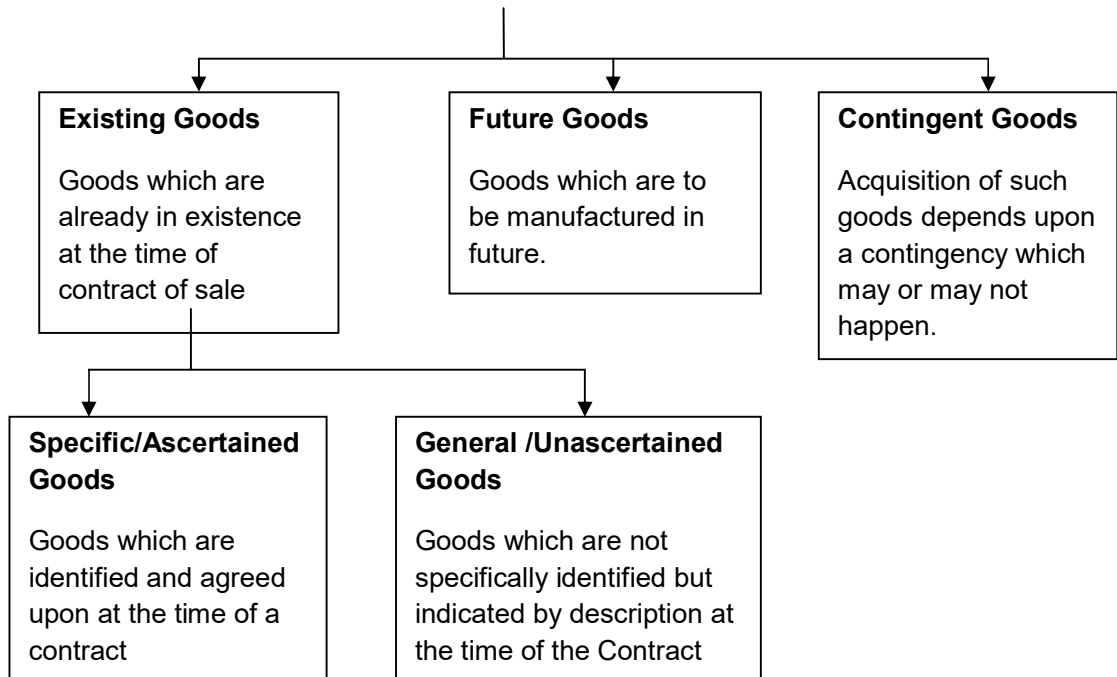 Existing Goods
Goods which are
already in existence
at the time of
contract of sale
Future Goods
Goods which are to
be manufactured in
future.
Contingent Goods
Acquisition of such
goods depends upon
a contingency which
may or may not
happen.
Specific/Ascertained
Goods
Goods which are
identified and agreed
upon at the time of a
contract
General /Unascertained
Goods
Goods which are not
specifically identified but
indicated by description at
the time of the Contract